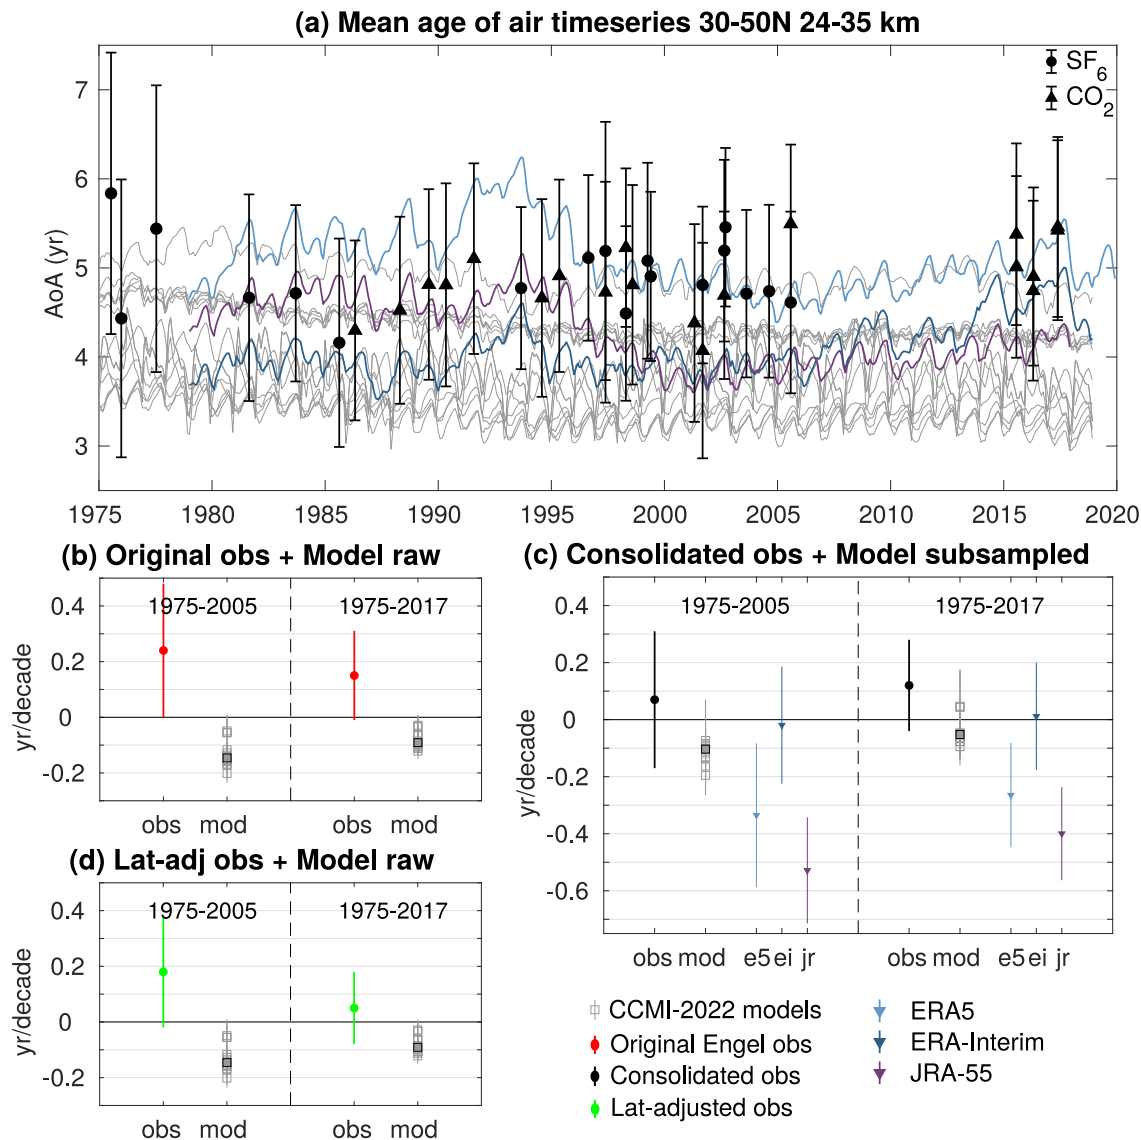 (a) Mean age of air timeseries 30-50N 24-35 km
SF6
CO2
AoA (yr)
7
6
5
4
3
1975 1980 1985 1990 1995 2000 2005 2010 2015 2020
(b) Original obs + Model raw
yr/decade
0.4
0.2
0
-0.2
1975-2005 1975-2017
obs mod obs mod
(c) Consolidated obs + Model subsampled
yr/decade
0.4
0.2
0
-0.2
-0.4
-0.6
1975-2005 1975-2017
obs mod e5 ei jr obs mod e5 ei jr
(d) Lat-adj obs + Model raw
yr/decade
0.4
0.2
0
-0.2
1975-2005 1975-2017
obs mod obs mod
CCMI-2022 models
Original Engel obs
Consolidated obs
Lat-adjusted obs
ERA5
ERA-Interim
JRA-55